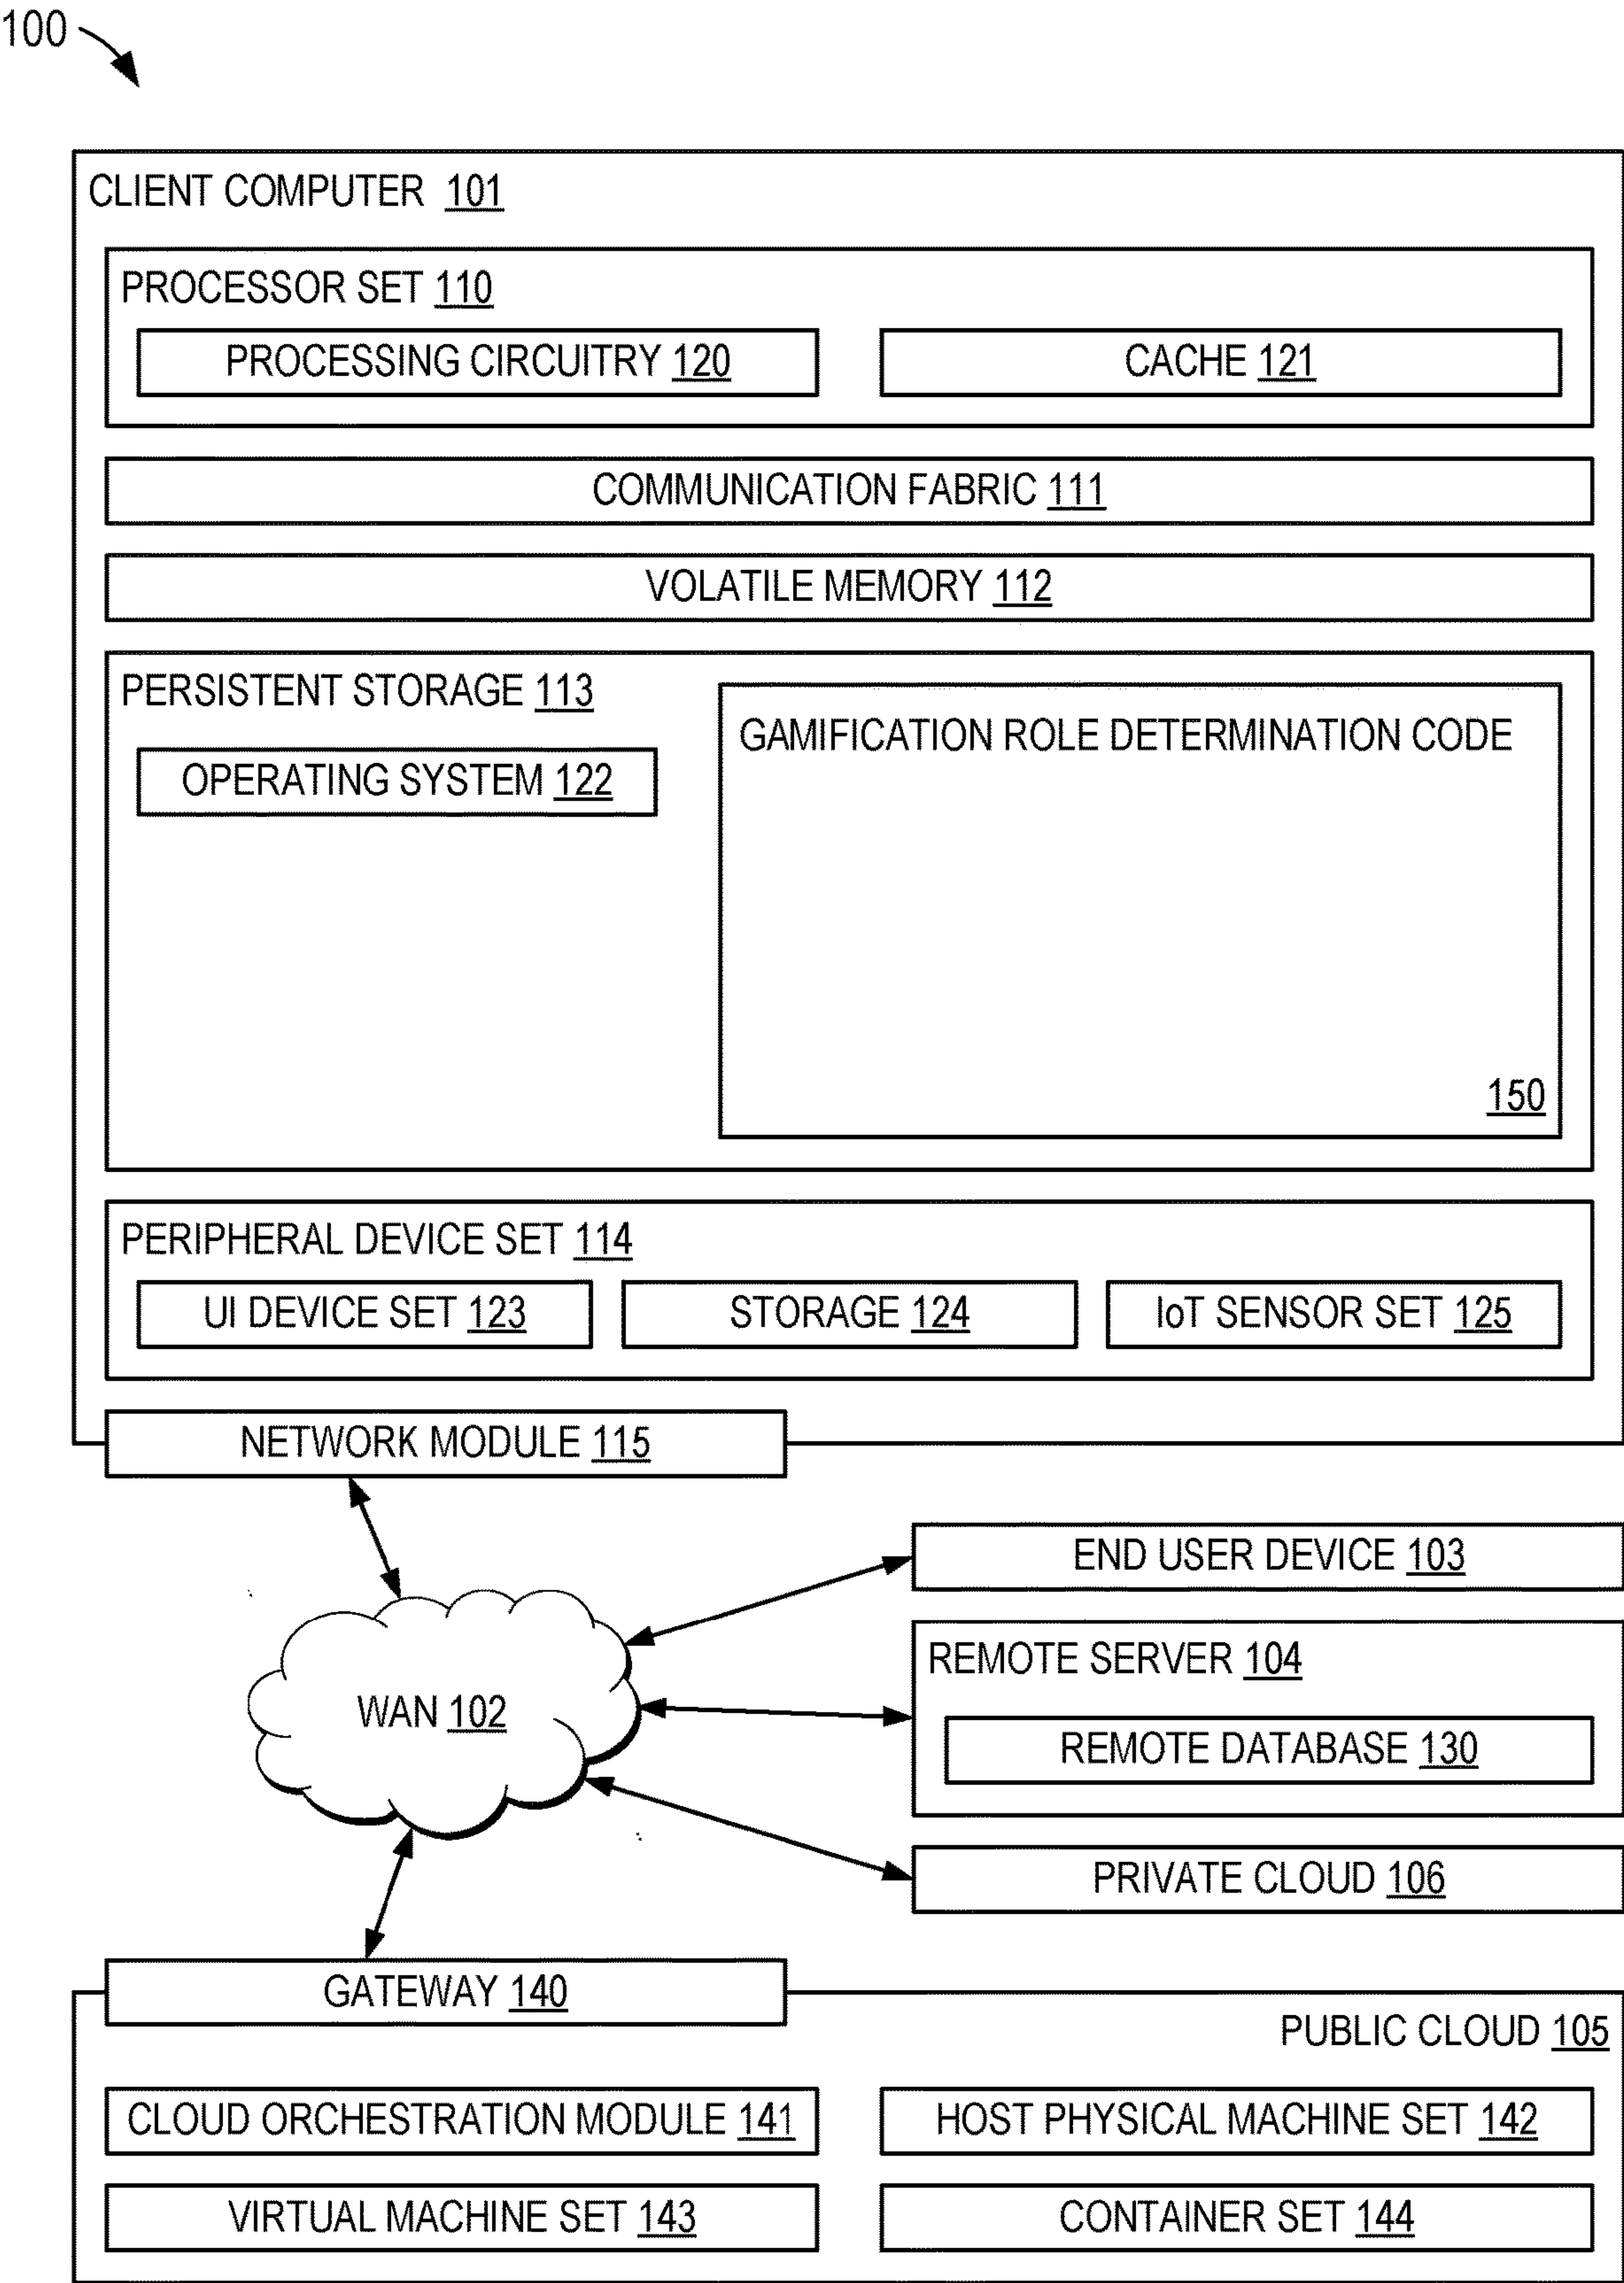 100
CLIENT COMPUTER 101
PROCESSOR SET 110
PROCESSING CIRCUITRY 120
CACHE 121
COMMUNICATION FABRIC 111
VOLATILE MEMORY 112
PERSISTENT STORAGE 113
OPERATING SYSTEM 122
GAMIFICATION ROLE DETERMINATION CODE
150
PERIPHERAL DEVICE SET 114
UI DEVICE SET 123
STORAGE 124
IoT SENSOR SET 125
NETWORK MODULE 115
END USER DEVICE 103
REMOTE SERVER 104
WAN 102
REMOTE DATABASE 130
PRIVATE CLOUD 106
GATEWAY 140
PUBLIC CLOUD 105
CLOUD ORCHESTRATION MODULE 141
HOST PHYSICAL MACHINE SET 142
VIRTUAL MACHINE SET 143
CONTAINER SET 144